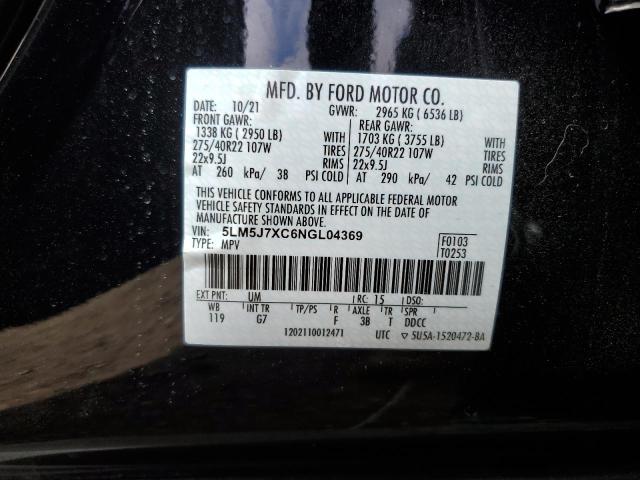 MFD. BY FORD MOTOR CO.
DATE: 10/21 GVWR: 2965 KG ( 6536 LB)
FRONT GAWR: REAR GAWR:
1338 KG ( 2950 LB) WITH 1703 KG ( 3755 LB) WITH
275/40R22 107W TIRES 275/40R22 107W TIRES
22x9.5J RIMS 22x9.5J RIMS
AT 260 kPa/ 38 PSI COLD AT 290 kPa/ 42 PSI COLD
THIS VEHICLE CONFORMS TO ALL APPLICABLE FEDERAL MOTOR
VEHICLE SAFETY STANDARDS IN EFFECT ON THE DATE OF
MANUFACTURE SHOWN ABOVE.
VIN: 5LM5J7XC6NGL04369 F0103
TYPE: MPV T0253
EXT PNT: UM RC: 15 DSO:
WB INT TR TP/PS R AXLE TR SPR
119 G7 F 3B T DDCC
1202110012471 UTC ▽ 5U5A-1520472-BA